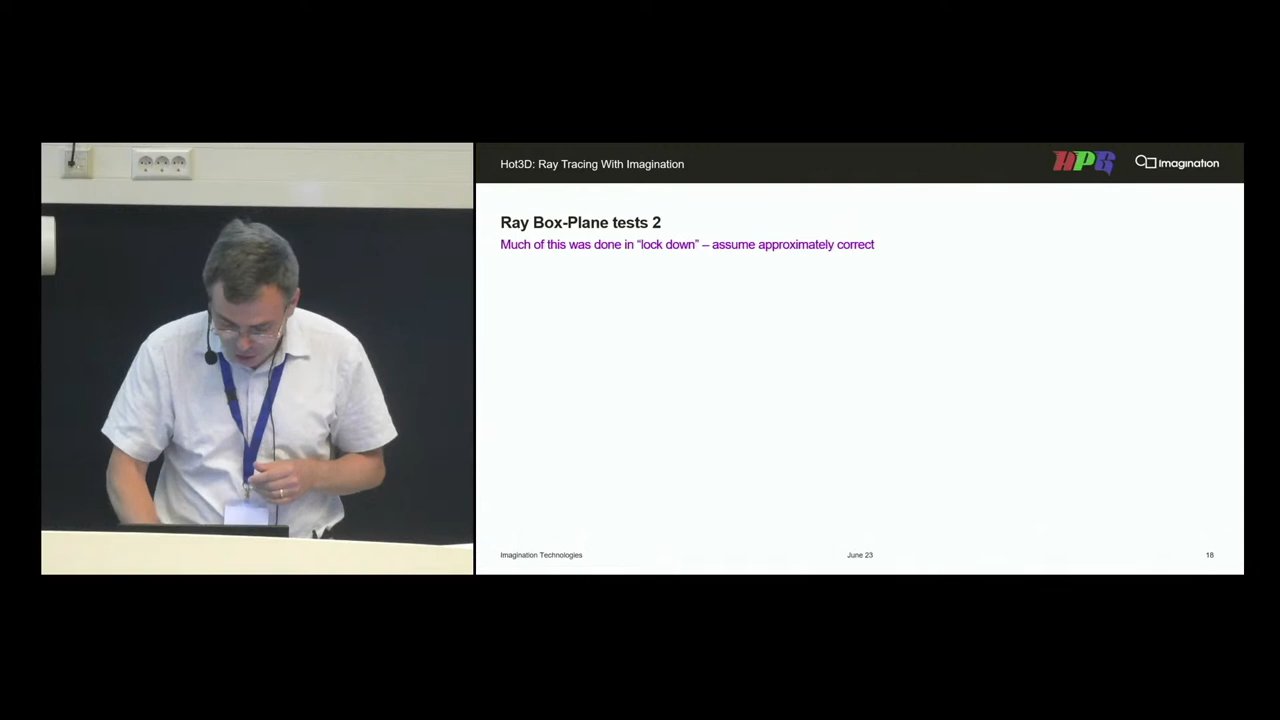 Hot3D: Ray Tracing With Imagination
HPG
Imagination
Ray Box-Plane tests 2
Much of this was done in “lock down” – assume approximately correct
Imagination Technologies
June 23
18